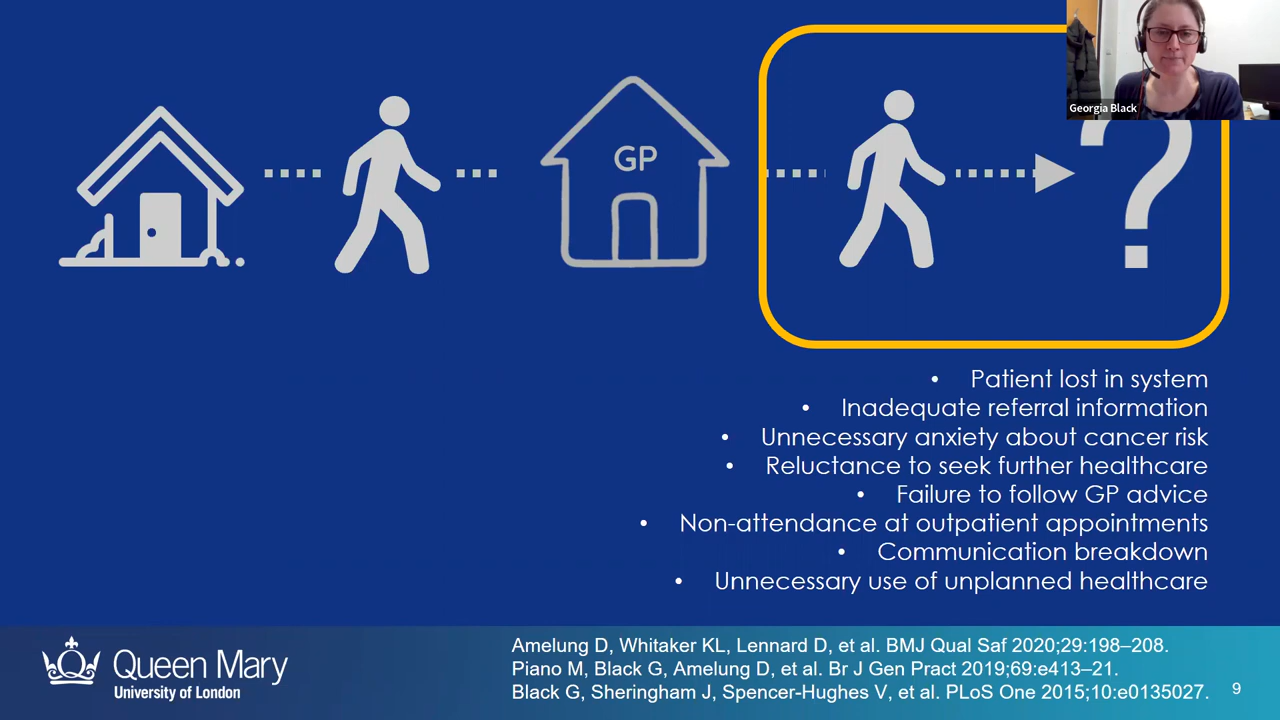 Georgia Black
GP
?
• Patient lost in system
• Inadequate referral information
• Unnecessary anxiety about cancer risk
• Reluctance to seek further healthcare
• Failure to follow GP advice
• Non-attendance at outpatient appointments
• Communication breakdown
• Unnecessary use of unplanned healthcare
Queen Mary
University of London
Amelung D, Whitaker KL, Lennard D, et al. BMJ Qual Saf 2020;29:198–208.
Piano M, Black G, Amelung D, et al. Br J Gen Pract 2019;69:e413–21.
Black G, Sheringham J, Spencer-Hughes V, et al. PLoS One 2015;10:e0135027.
9